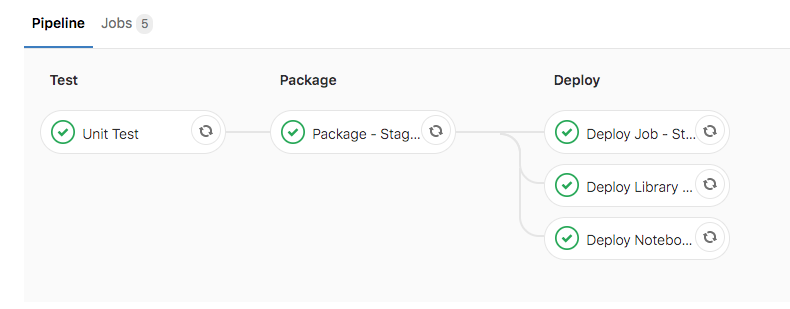 Pipeline Jobs 5
Test Package Deploy
Unit Test Package - Stag... Deploy Job - St...
Deploy Library ...
Deploy Notebo...